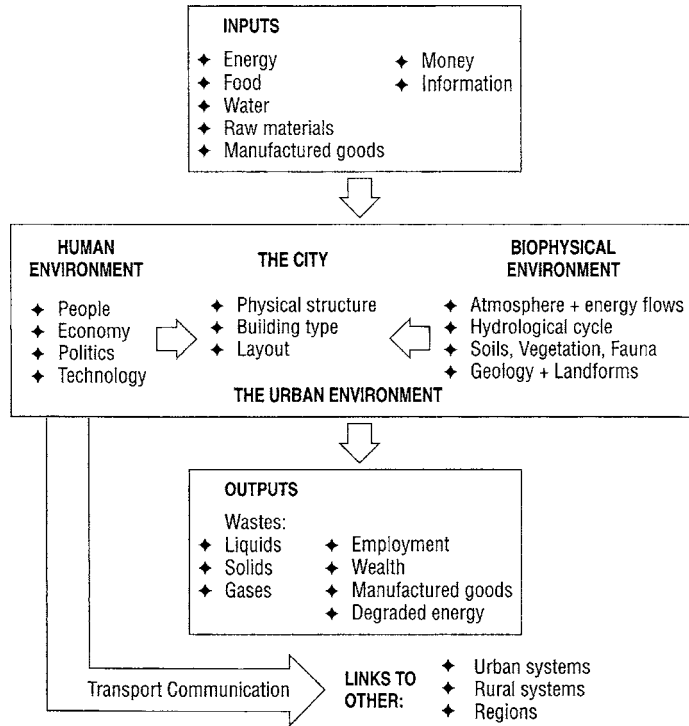 INPUTS
✦ Energy
✦ Food
✦ Water
✦ Raw materials
✦ Manufactured goods
✦ Money
✦ Information
HUMAN
ENVIRONMENT
✦ People
✦ Economy
✦ Politics
✦ Technology
THE CITY
✦ Physical structure
✦ Building type
✦ Layout
BIOPHYSICAL
ENVIRONMENT
✦ Atmosphere + energy flows
✦ Hydrological cycle
✦ Soils, Vegetation, Fauna
✦ Geology + Landforms
THE URBAN ENVIRONMENT
OUTPUTS
Wastes:
✦ Liquids
✦ Solids
✦ Gases
✦ Employment
✦ Wealth
✦ Manufactured goods
✦ Degraded energy
Transport Communication
LINKS TO
OTHER:
✦ Urban systems
✦ Rural systems
✦ Regions